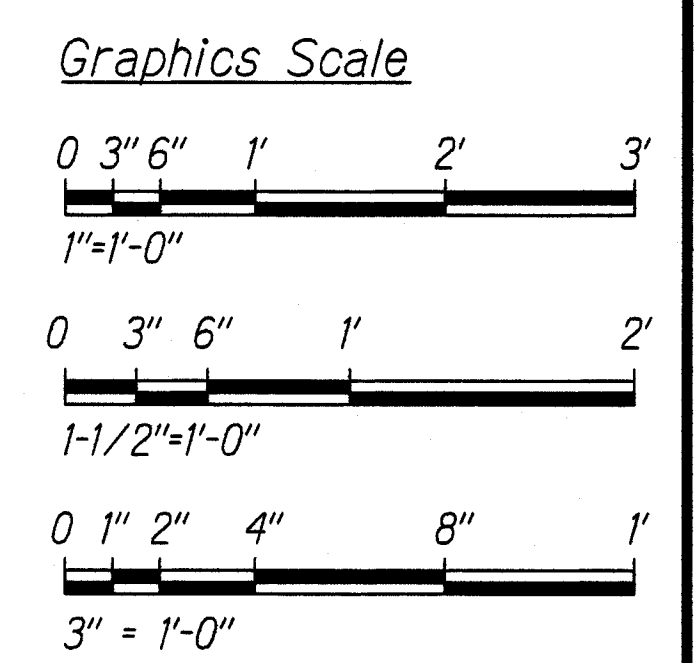 Graphics Scale
0 3" 6" 1' 2' 3'
1"=1'-0"
0 3" 6" 1' 2'
1-1/2"=1'-0"
0 1" 2" 4" 8" 1'
3" = 1'-0"